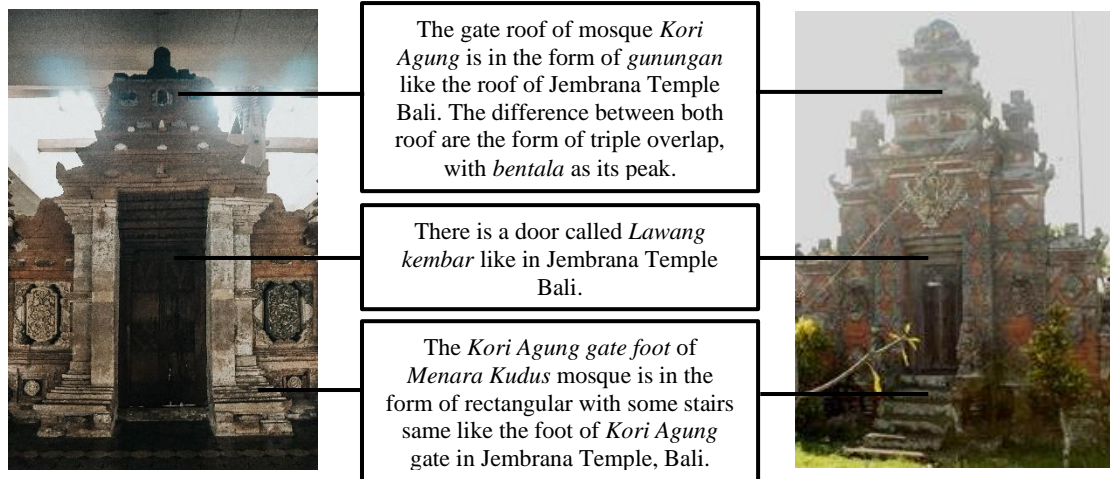 The gate roof of mosque Kori
Agung is in the form of gunungan
like the roof of Jembrana Temple
Bali. The difference between both
roof are the form of triple overlap,
with bentala as its peak.
There is a door called Lawang
kembar like in Jembrana Temple
Bali.
The Kori Agung gate foot of
Menara Kudus mosque is in the
form of rectangular with some stairs
same like the foot of Kori Agung
gate in Jembrana Temple, Bali.